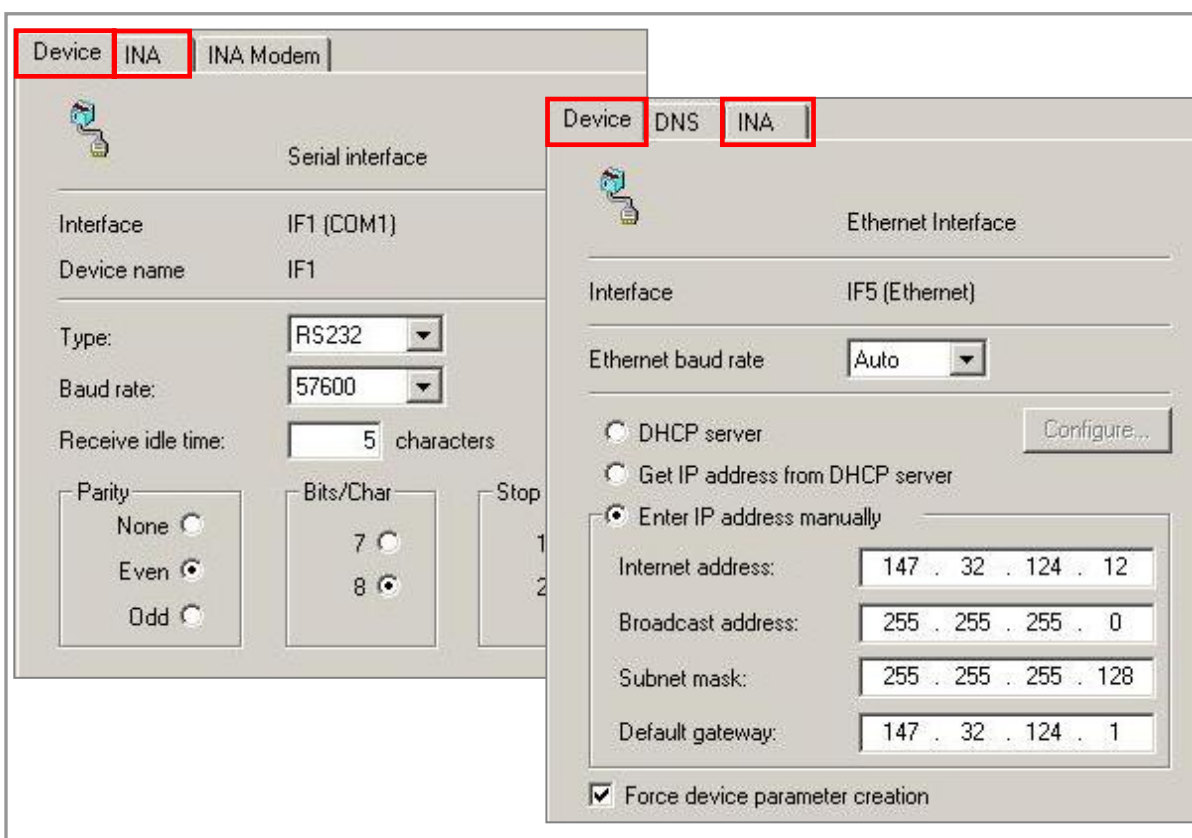 Device INA INA Modem
Serial interface
Interface IF1 (COM1)
Device name IF1
Type: RS232
Baud rate: 57600
Receive idle time: 5 characters
Parity Bits/Char Stop
None 7 1
Even 8 2
Odd
Device DNS INA
Ethernet Interface
Interface IF5 (Ethernet)
Ethernet baud rate Auto
DHCP server Configure...
Get IP address from DHCP server
Enter IP address manually
Internet address: 147 . 32 . 124 . 12
Broadcast address: 255 . 255 . 255 . 0
Subnet mask: 255 . 255 . 255 . 128
Default gateway: 147 . 32 . 124 . 1
Force device parameter creation